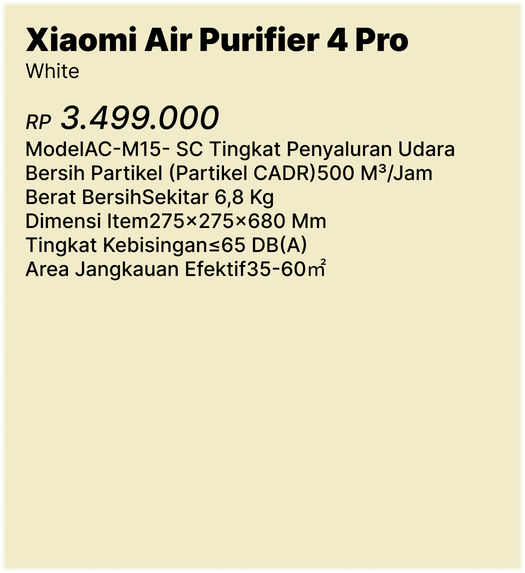 Xiaomi Air Purifier 4 Pro
White
RP 3.499.000
ModelAC-M15- SC Tingkat Penyaluran Udara
Bersih Partikel (Partikel CADR)500 M³/Jam
Berat BersihSekitar 6,8 Kg
Dimensi Item275×275×680 Mm
Tingkat Kebisingan≤65 DB(A)
Area Jangkauan Efektif35-60㎡